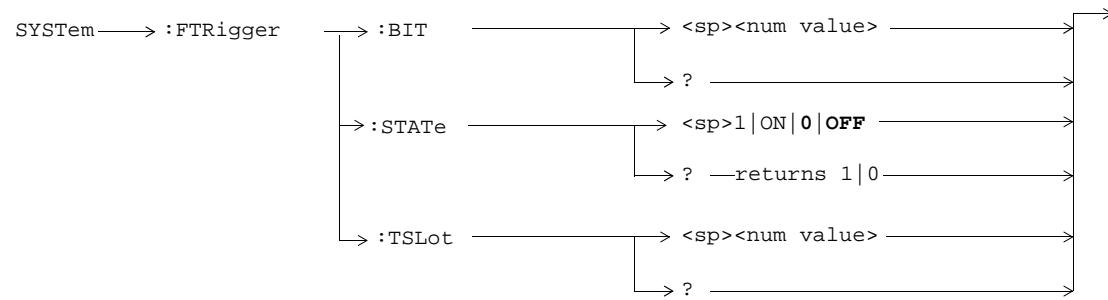 SYSTem :FTRigger :BIT <sp><num value>
?
:STATe <sp>1|ON|0|OFF
? returns 1|0
:TSLot <sp><num value>
?